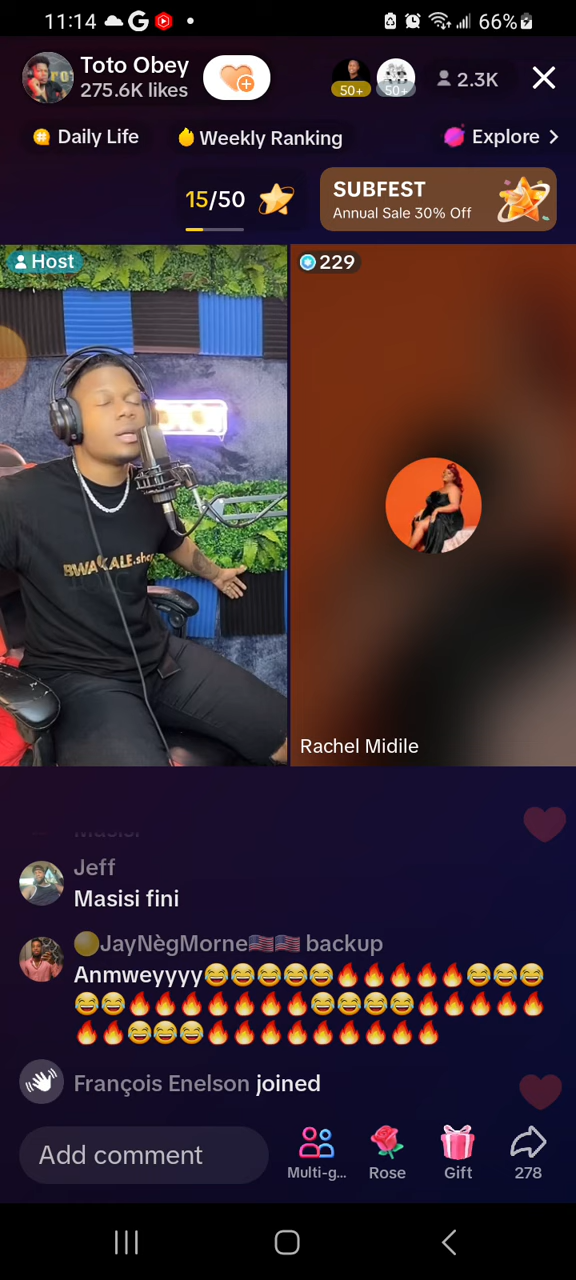 11:14
66%
Toto Obey
275.6K likes
50+
50+
2.3K
Daily Life
Weekly Ranking
Explore
15/50
SUBFEST
Annual Sale 30% Off
Host
229
BWAKALE.shop
Rachel Midile
Jeff
Masisi fini
JayNègMorne🇺🇸🇺🇸 backup
Anmweyyyy😂😂😂😂😂🔥🔥🔥🔥🔥😂😂😂
😂😂🔥🔥🔥🔥🔥🔥🔥😂😂😂😂🔥🔥🔥🔥🔥
🔥🔥😂😂😂🔥🔥🔥🔥🔥🔥🔥🔥🔥
François Enelson joined
Add comment
Multi-g...
Rose
Gift
278